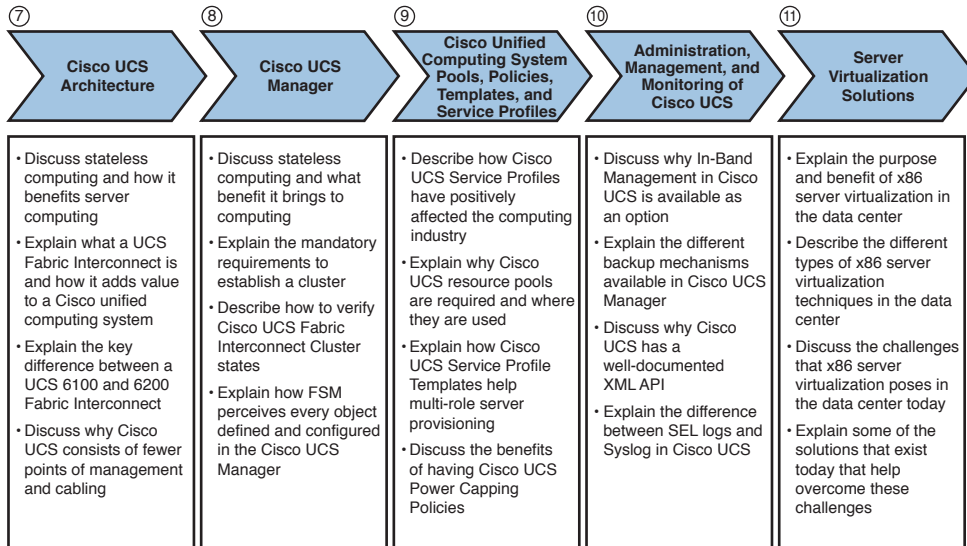 ⑦
Cisco UCS
Architecture
• Discuss stateless
computing and how it
benefits server
computing
• Explain what a UCS
Fabric Interconnect is
and how it adds value
to a Cisco unified
computing system
• Explain the key
difference between a
UCS 6100 and 6200
Fabric Interconnect
• Discuss why Cisco
UCS consists of fewer
points of management
and cabling
⑧
Cisco UCS
Manager
• Discuss stateless
computing and what
benefit it brings to
computing
• Explain the mandatory
requirements to
establish a cluster
• Describe how to verify
Cisco UCS Fabric
Interconnect Cluster
states
• Explain how FSM
perceives every object
defined and configured
in the Cisco UCS
Manager
⑨
Cisco Unified
Computing System
Pools, Policies,
Templates, and
Service Profiles
• Describe how Cisco
UCS Service Profiles
have positively
affected the computing
industry
• Explain why Cisco
UCS resource pools
are required and where
they are used
• Explain how Cisco
UCS Service Profile
Templates help
multi-role server
provisioning
• Discuss the benefits
of having Cisco UCS
Power Capping
Policies
⑩
Administration,
Management, and
Monitoring of
Cisco UCS
• Discuss why In-Band
Management in Cisco
UCS is available as
an option
• Explain the different
backup mechanisms
available in Cisco UCS
Manager
• Discuss why Cisco
UCS has a
well-documented
XML API
• Explain the difference
between SEL logs and
Syslog in Cisco UCS
⑪
Server
Virtualization
Solutions
• Explain the purpose
and benefit of x86
server virtualization in
the data center
• Describe the different
types of x86 server
virtualization
techniques in the data
center
• Discuss the challenges
that x86 server
virtualization poses in
the data center today
• Explain some of the
solutions that exist
today that help
overcome these
challenges